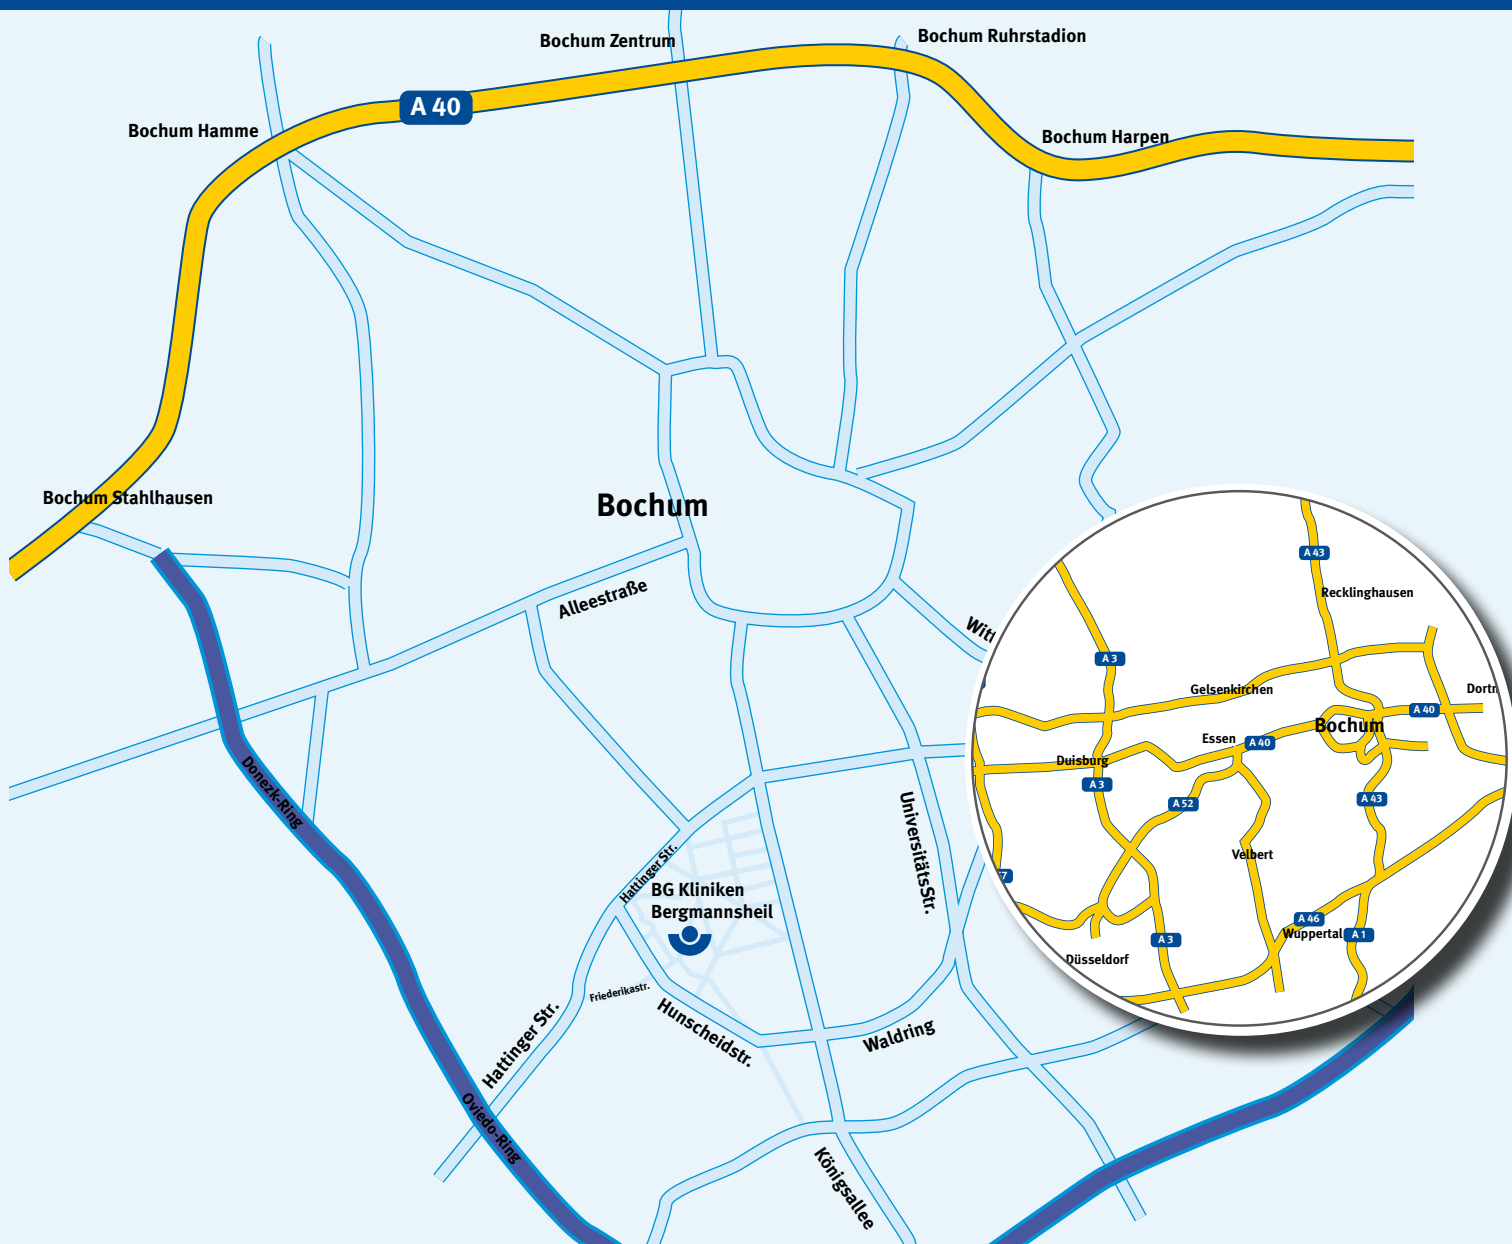 Bochum Zentrum
Bochum Ruhrstadion
A 40
Bochum Hamme
Bochum Harpen
Bochum Stahlhausen
Bochum
Alleestraße
Donezk-Ring
UniversitätsStr.
Hattinger Str.
BG Kliniken
Bergmannsheil
Friederikastr.
Hunscheidstr.
Waldring
Hattinger Str.
Oviedo-Ring
Königsallee
A 43
Recklinghausen
A 3
Gelsenkirchen
A 40
Bochum
Essen
A 40
Duisburg
A 3
A 52
A 43
Velbert
A 46
Wuppertal
A 1
A 3
Düsseldorf